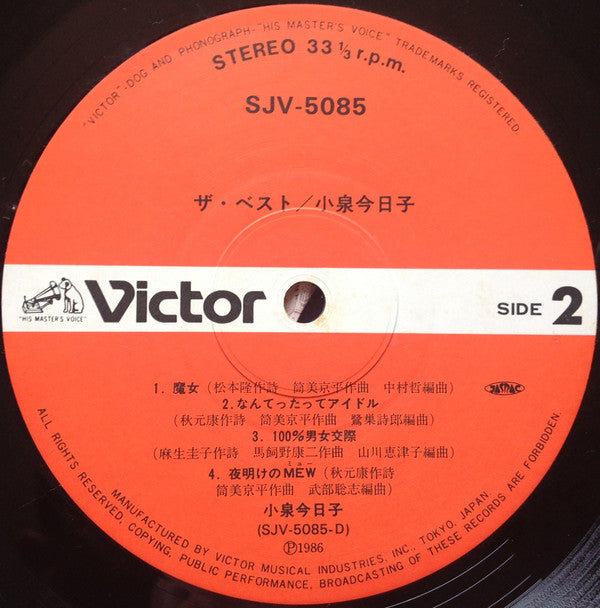 "VICTOR"-DOG AND PHONOGRAPH-"HIS MASTER'S VOICE" TRADEMARKS REGISTERED.
STEREO 33 1/3 r.p.m.
SJV-5085
ザ・ベスト/小泉今日子
"HIS MASTER'S VOICE"
Victor
SIDE 2
1. 魔女(松本隆作詩 筒美京平作曲 中村哲編曲)
2.なんてったってアイドル
(秋元康作詩 筒美京平作曲 鷺巣詩郎編曲)
3. 100%男女交際
(麻生圭子作詩 馬飼野康二作曲 山川恵津子編曲)
ミュー
4. 夜明けのMEW(秋元康作詩
筒美京平作曲 武部聡志編曲)
JASRAC
小泉今日子
(SJV-5085-D)
Ⓟ1986
ALL RIGHTS RESERVED, COPYING, PUBLIC PERFORMANCE, BROADCASTING OF THESE RECORDS ARE FORBIDDEN.
MANUFACTURED BY VICTOR MUSICAL INDUSTRIES, INC., TOKYO, JAPAN